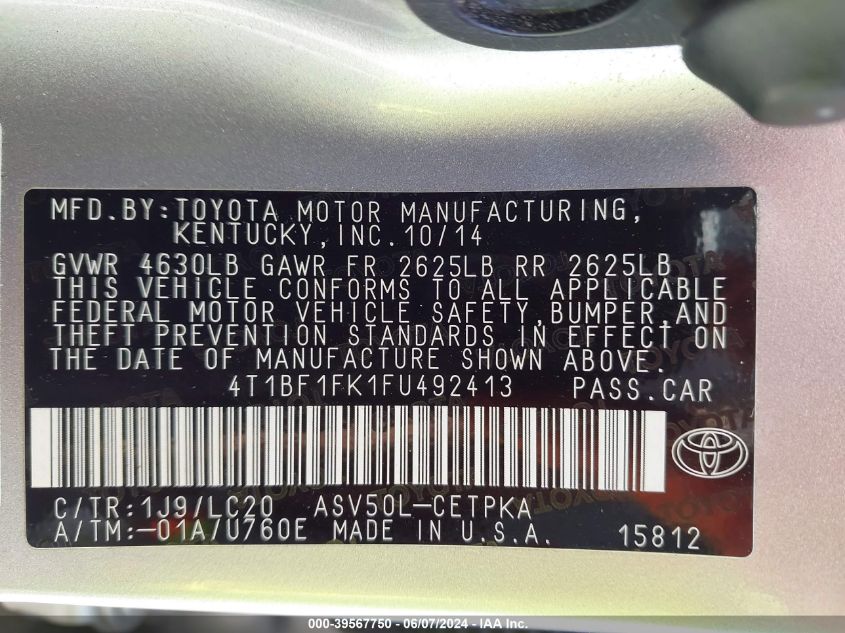 MFD.BY:TOYOTA MOTOR MANUFACTURING,
KENTUCKY,INC.10/14
GVWR 4630LB GAWR FR 2625LB RR 2625LB
THIS VEHICLE CONFORMS TO ALL APPLICABLE
FEDERAL MOTOR VEHICLE SAFETY,BUMPER,AND
THEFT PREVENTION STANDARDS IN EFFECT ON
THE DATE OF MANUFACTURE SHOWN ABOVE.
4T1BF1FK1FU492413 PASS.CAR
C/TR:1J9/LC20 ASV50L-CETPKA
A/TM:-01A/U760E MADE IN U.S.A. 15812
000-39567750 - 06/07/2024 - IAA Inc.